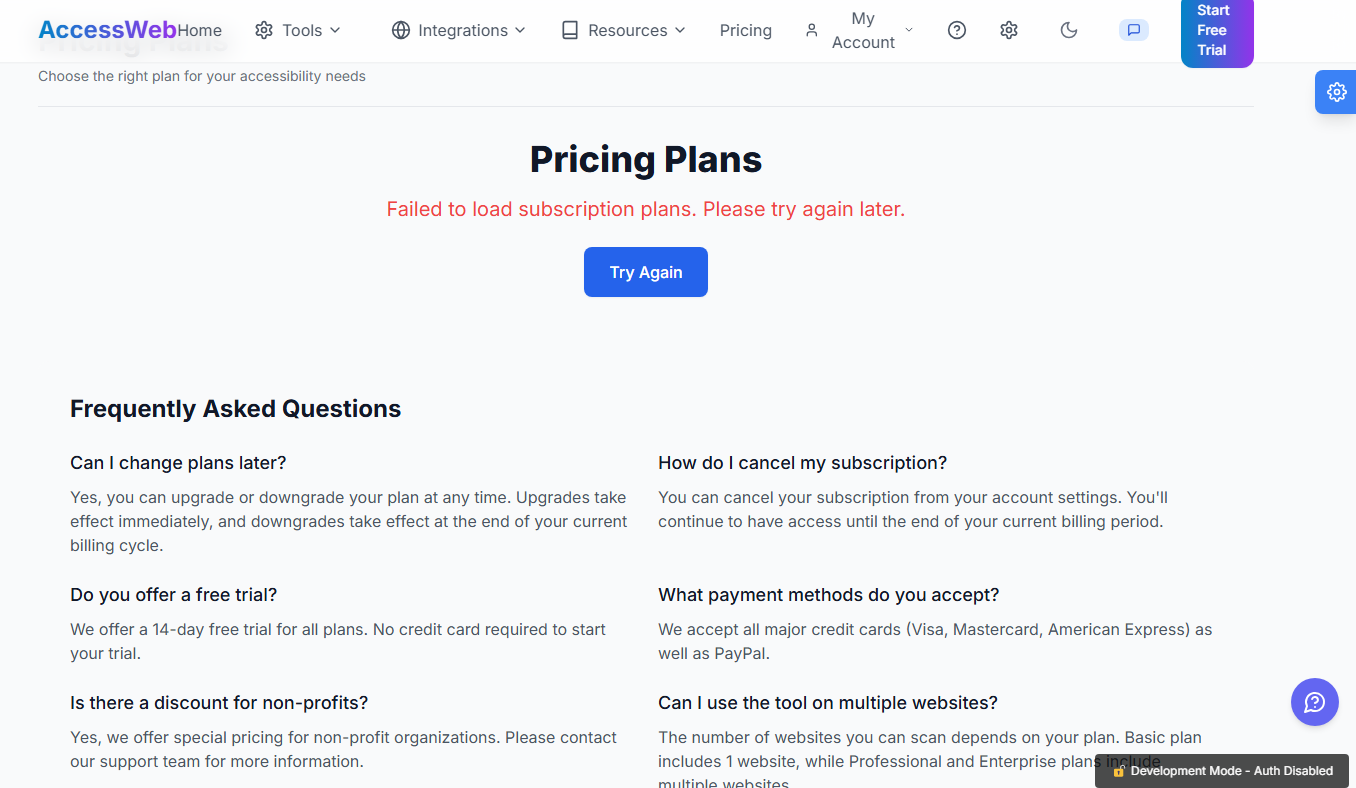 AccessWeb
Home
Tools
Integrations
Resources
Pricing
My
Account
Start
Free
Trial
Pricing Plans
Choose the right plan for your accessibility needs
Pricing Plans
Failed to load subscription plans. Please try again later.
Try Again
Frequently Asked Questions
Can I change plans later?
Yes, you can upgrade or downgrade your plan at any time. Upgrades take
effect immediately, and downgrades take effect at the end of your current
billing cycle.
How do I cancel my subscription?
You can cancel your subscription from your account settings. You'll
continue to have access until the end of your current billing period.
Do you offer a free trial?
We offer a 14-day free trial for all plans. No credit card required to start
your trial.
What payment methods do you accept?
We accept all major credit cards (Visa, Mastercard, American Express) as
well as PayPal.
Is there a discount for non-profits?
Yes, we offer special pricing for non-profit organizations. Please contact
our support team for more information.
Can I use the tool on multiple websites?
The number of websites you can scan depends on your plan. Basic plan
includes 1 website, while Professional and Enterprise plans include
multiple websites.
Development Mode - Auth Disabled